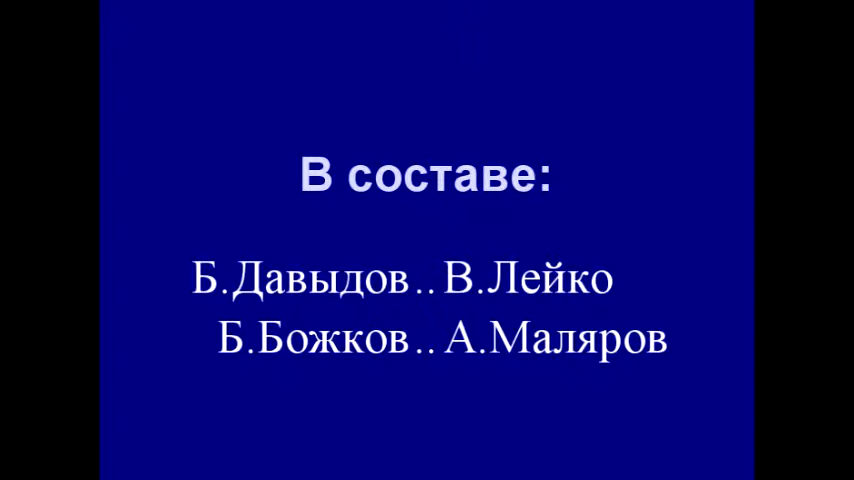 В составе:
Б.Давыдов.. В.Лейко
Б.Божков.. А.Маляров